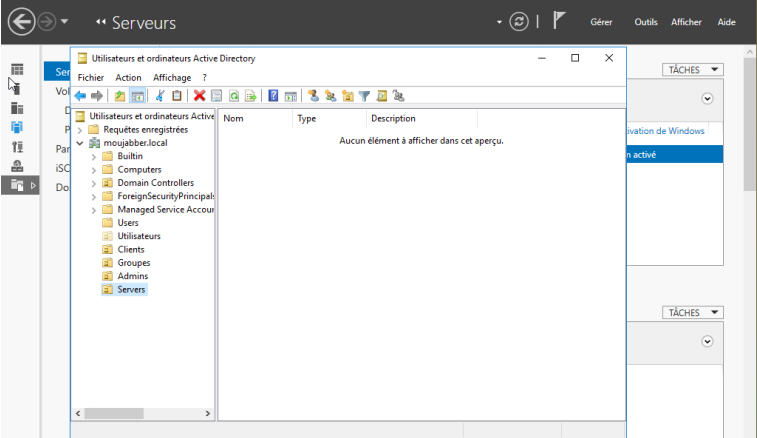 Serveurs
Gérer Outils Afficher Aide
Utilisateurs et ordinateurs Active Directory
Fichier Action Affichage ?
TÂCHES
Utilisateurs et ordinateurs Active
Nom Type Description
Requêtes enregistrées
Aucun élément à afficher dans cet aperçu.
moujabber.local
Builtin
Computers
Domain Controllers
ForeignSecurityPrincipals
Managed Service Accour
Users
Utilisateurs
Clients
Groupes
Admins
Servers
Ser
Vol
D
P
Par
iSC
Do
ivation de Windows
n activé
TÂCHES